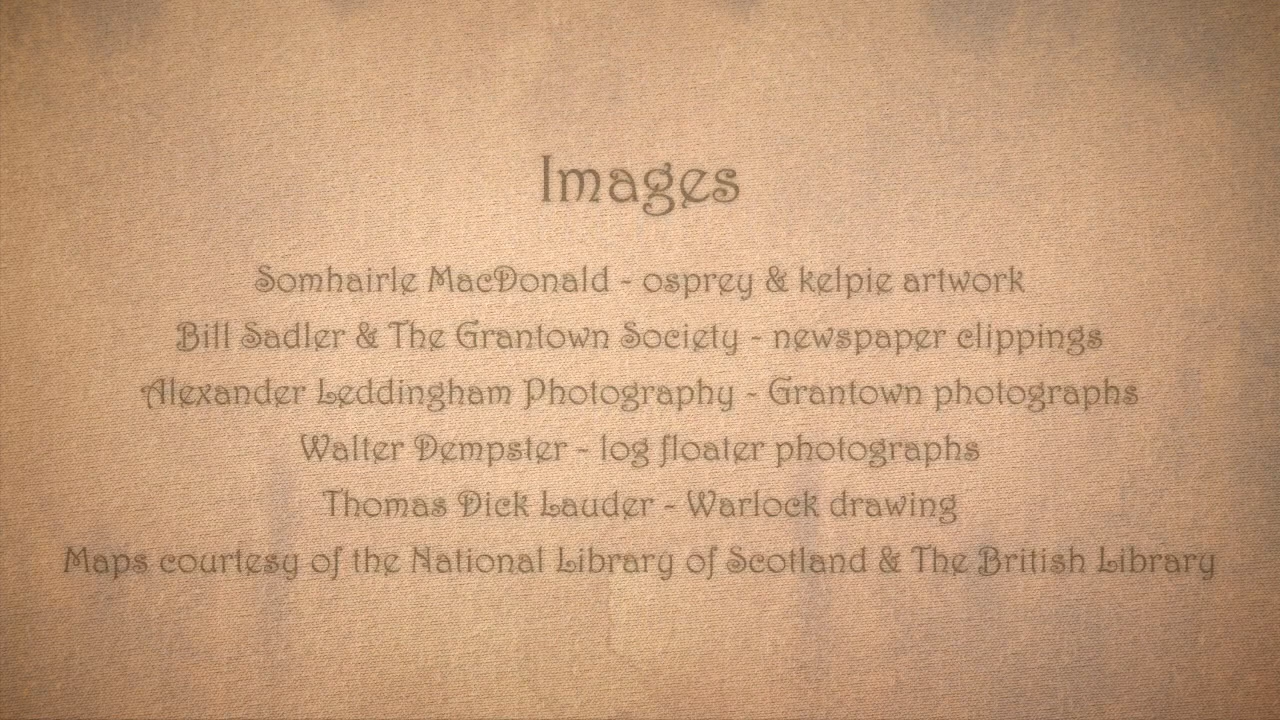 Images
Somhairle MacDonald - osprey & kelpie artwork
Bill Sadler & The Grantown Society - newspaper clippings
Alexander Leddingham Photography - Grantown photographs
Walter Dempster - log floater photographs
Thomas Dick Lauder - Warlock drawing
Maps courtesy of the National Library of Scotland & The British Library